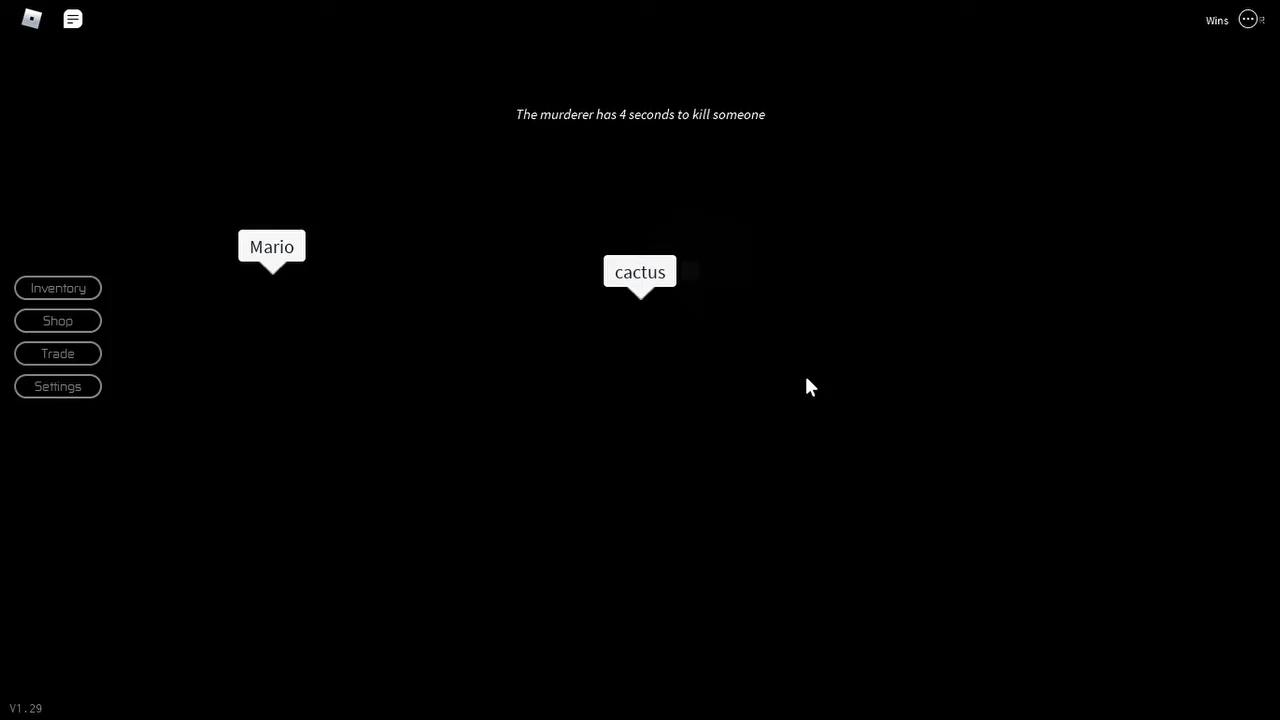 Wins
The murderer has 4 seconds to kill someone
Mario
cactus
Inventory
Shop
Trade
Settings
V1.29